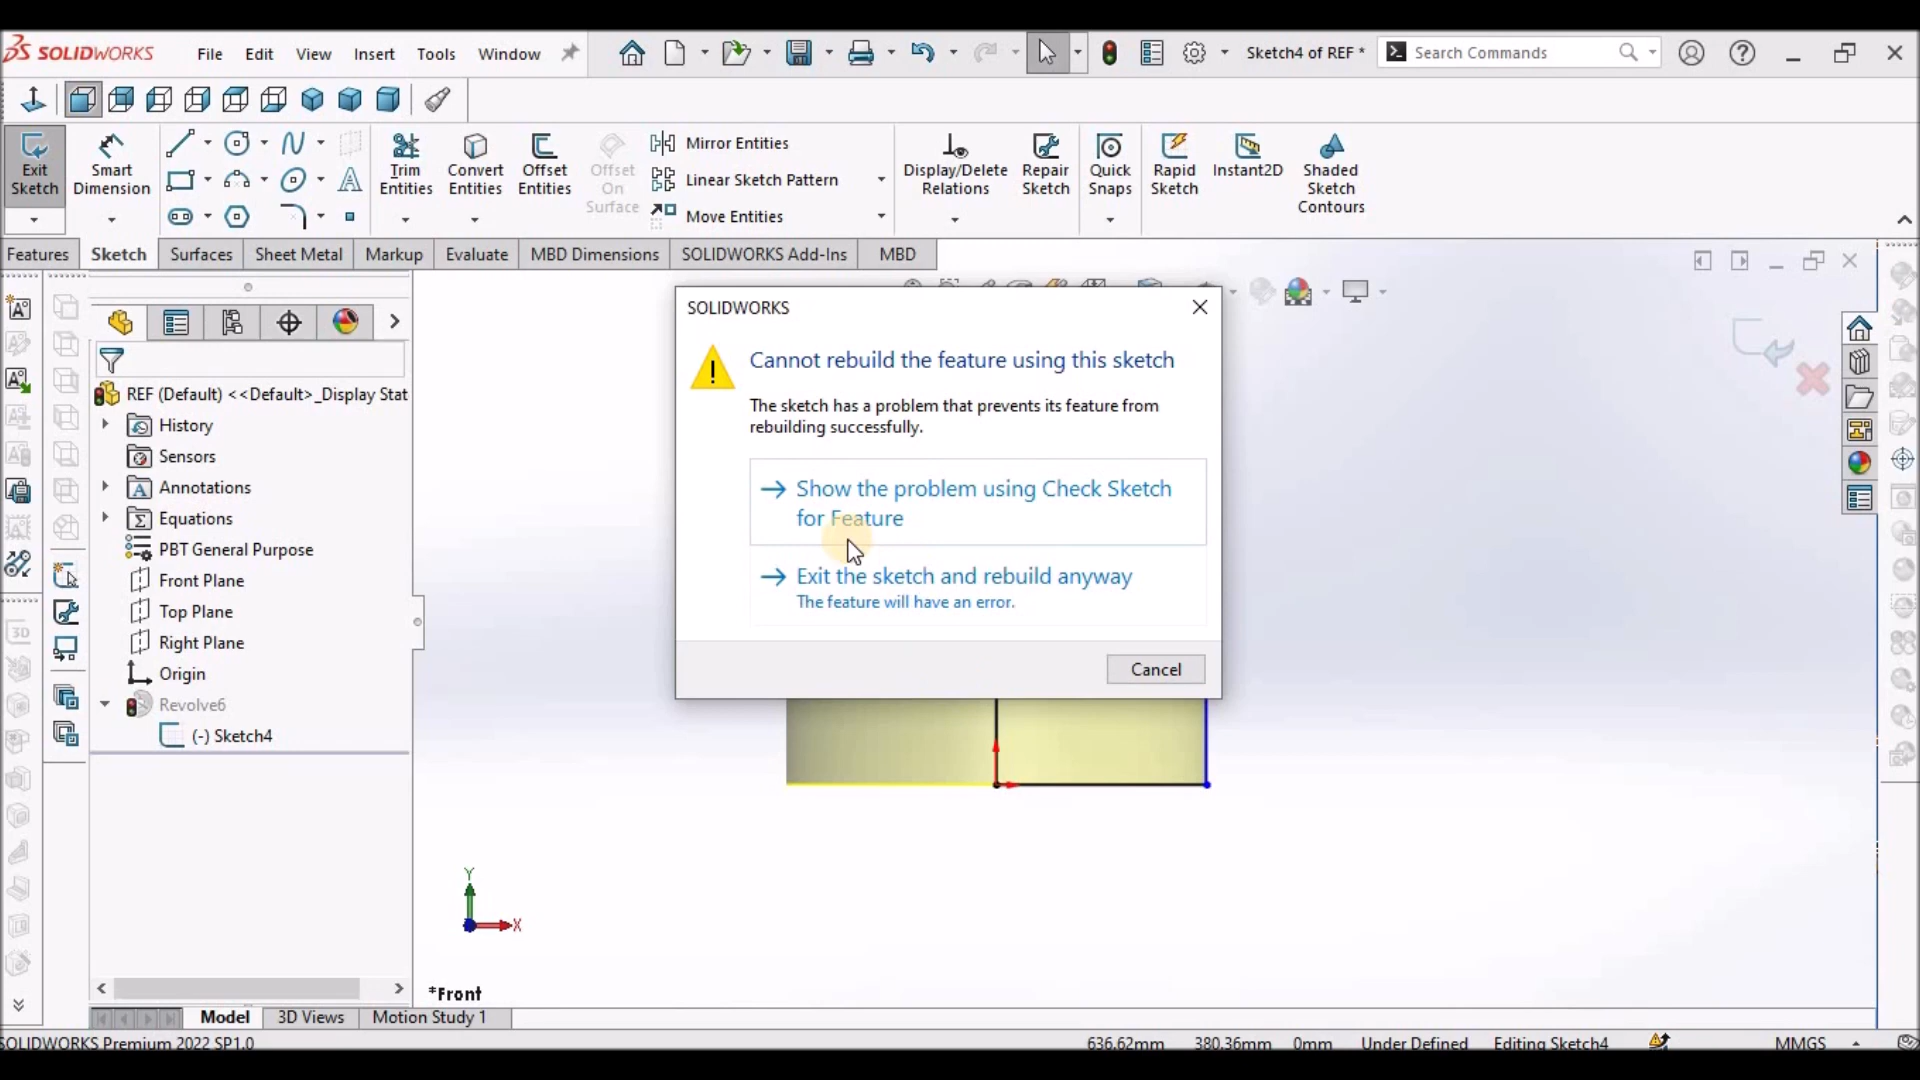 SOLIDWORKS File Edit View Insert Tools Window Sketch4 of REF * Search Commands
Exit Sketch
Smart Dimension
Trim Entities
Convert Entities
Offset Entities
Offset On Surface
Mirror Entities
Linear Sketch Pattern
Move Entities
Display/Delete Relations
Repair Sketch
Quick Snaps
Rapid Sketch
Instant2D
Shaded Sketch Contours
Features Sketch Surfaces Sheet Metal Markup Evaluate MBD Dimensions SOLIDWORKS Add-Ins MBD
REF (Default) <<Default>_Display Stat
History
Sensors
Annotations
Equations
PBT General Purpose
Front Plane
Top Plane
Right Plane
Origin
Revolve6
(-) Sketch4
SOLIDWORKS
Cannot rebuild the feature using this sketch
The sketch has a problem that prevents its feature from
rebuilding successfully.
Show the problem using Check Sketch
for Feature
Exit the sketch and rebuild anyway
The feature will have an error.
Cancel
3D
Y
X
*Front
Model 3D Views Motion Study 1
SOLIDWORKS Premium 2022 SP1.0 636.62mm 380.36mm 0mm Under Defined Editing Sketch4 MMGS